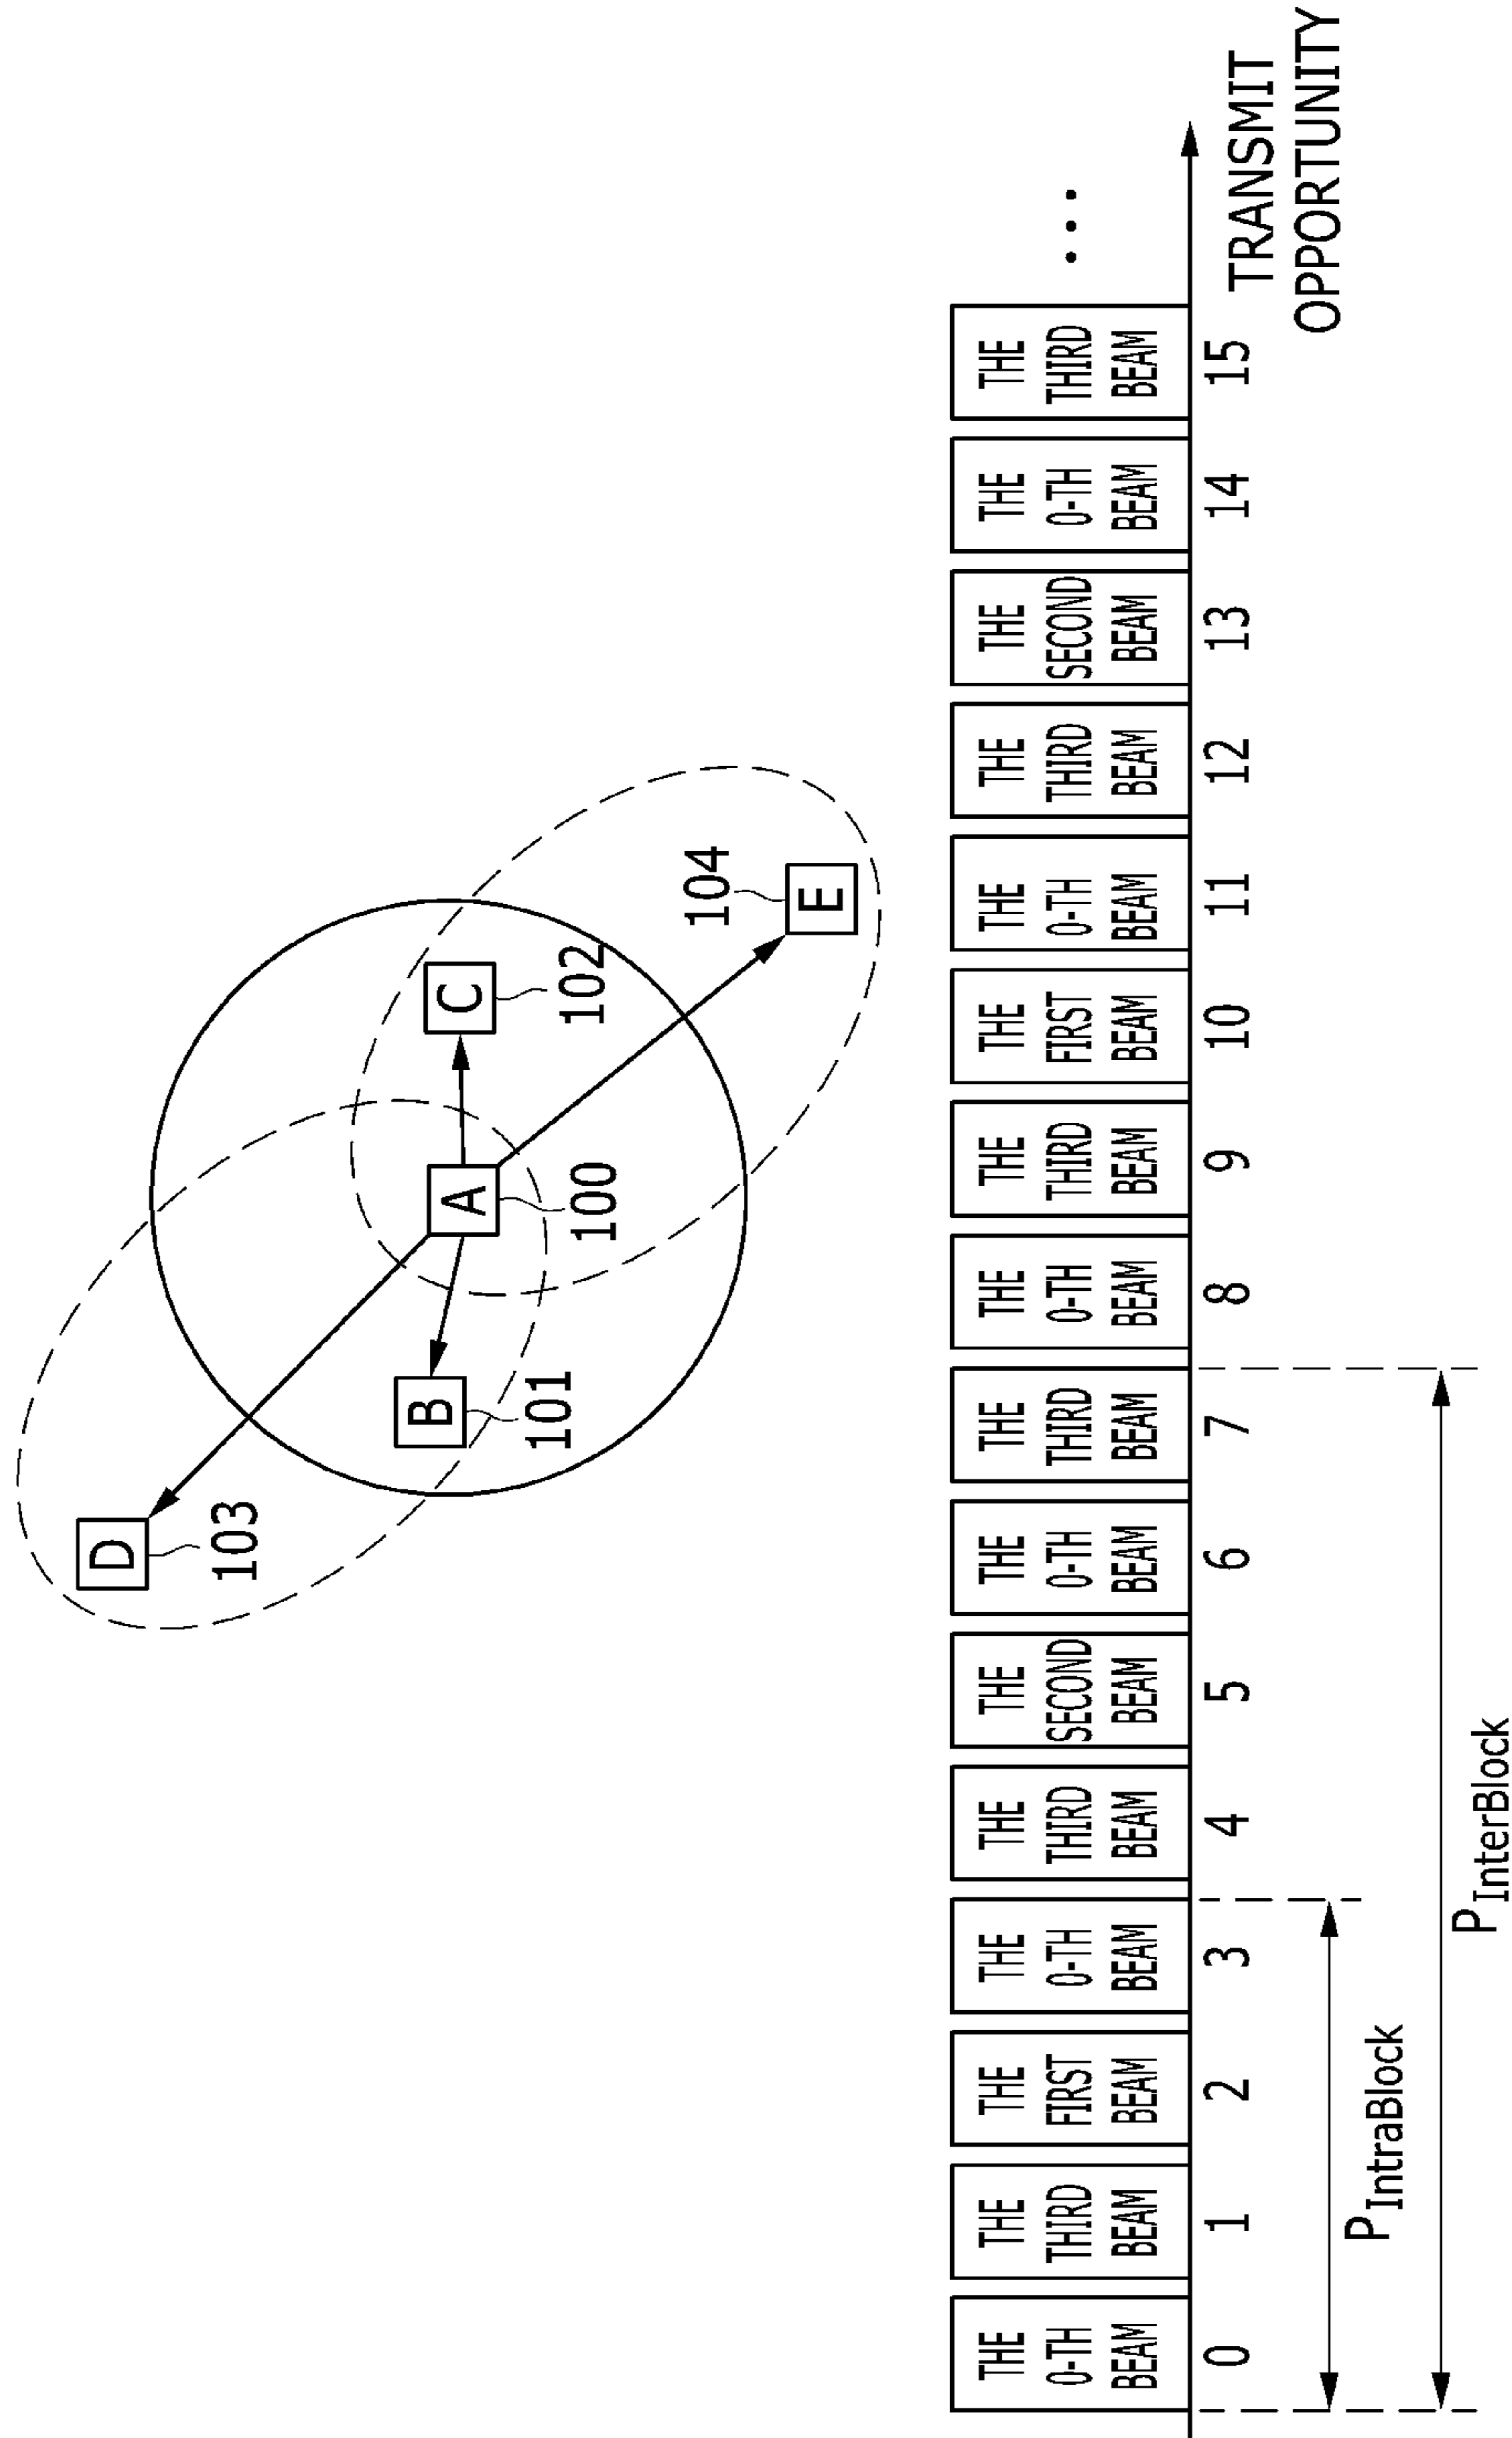 D
103
B
101
A
100
C
102
E
104
THE
0-TH
BEAM
THE
THIRD
BEAM
THE
FIRST
BEAM
THE
0-TH
BEAM
THE
THIRD
BEAM
THE
SECOND
BEAM
THE
0-TH
BEAM
THE
THIRD
BEAM
THE
0-TH
BEAM
THE
THIRD
BEAM
THE
FIRST
BEAM
THE
0-TH
BEAM
THE
THIRD
BEAM
THE
SECOND
BEAM
THE
0-TH
BEAM
THE
THIRD
BEAM
...
0 1 2 3 4 5 6 7 8 9 10 11 12 13 14 15
TRANSMIT
OPPORTUNITY
PIntraBlock
PInterBlock